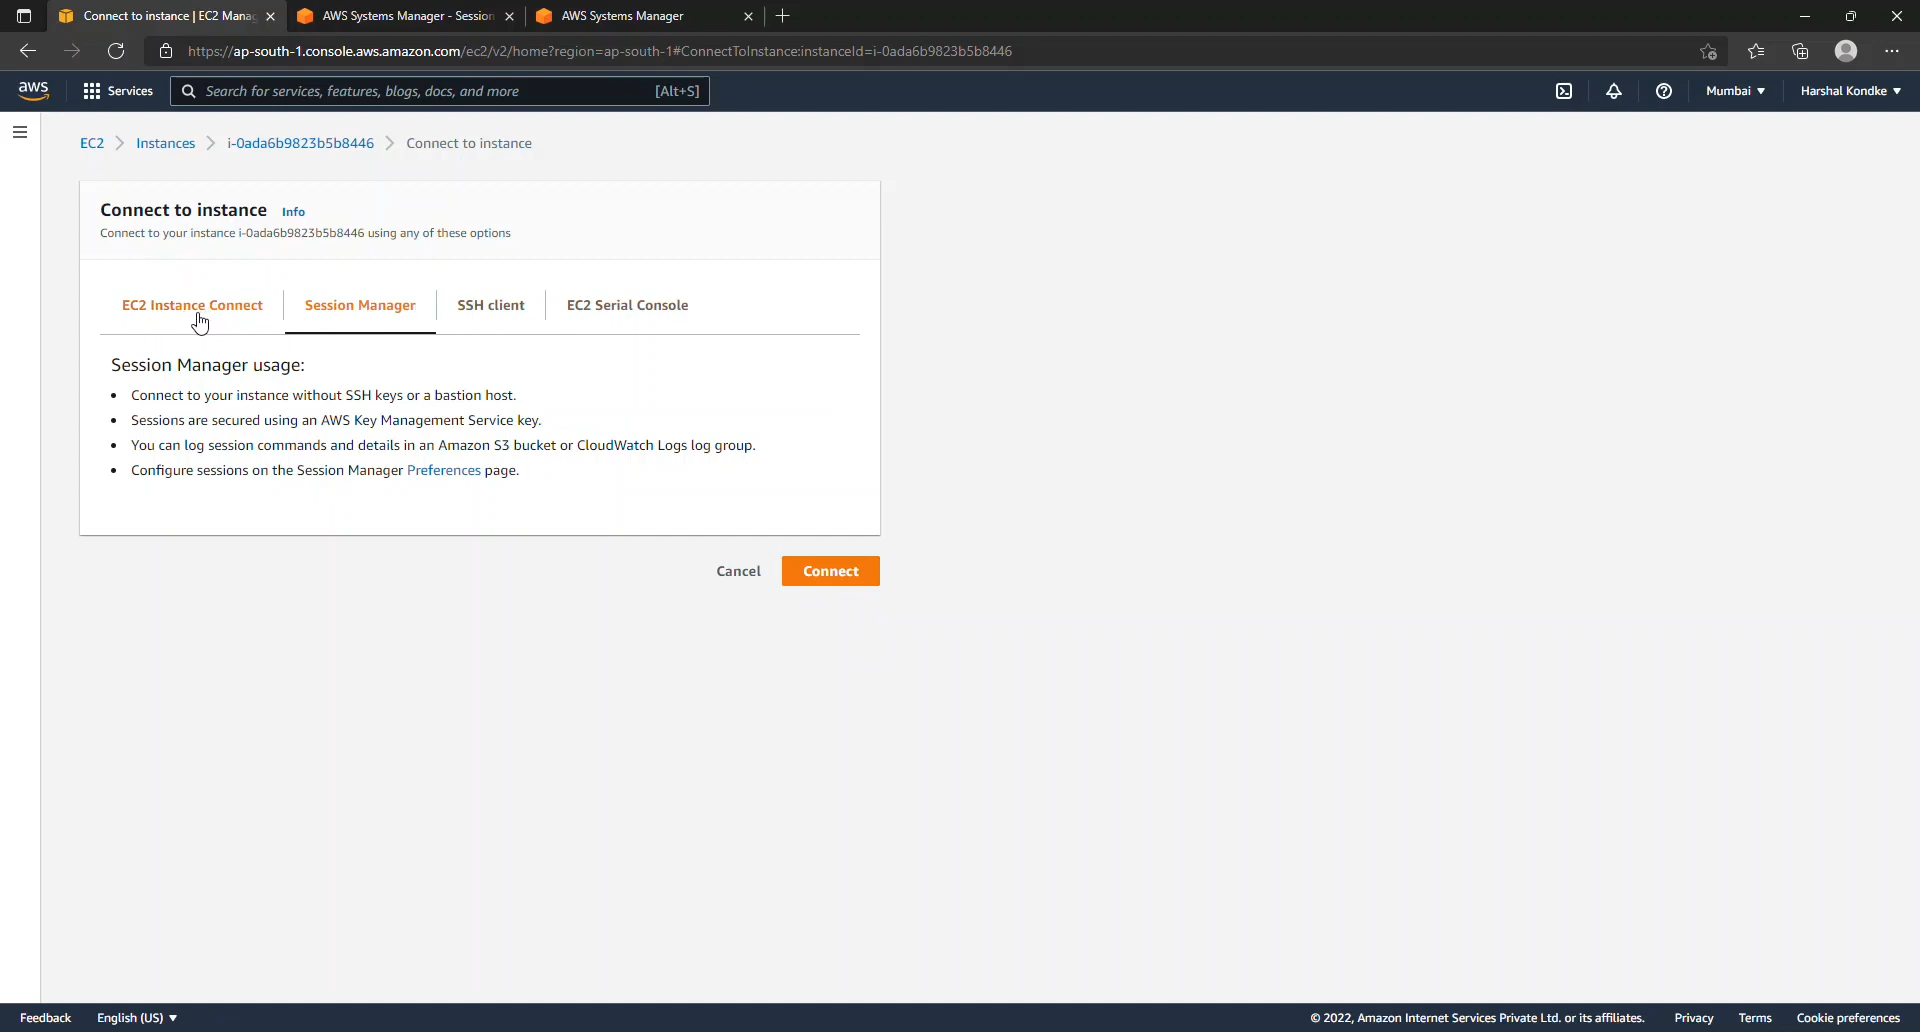 Connect to instance | EC2 Mana
AWS Systems Manager - Session
AWS Systems Manager
https://ap-south-1.console.aws.amazon.com/ec2/v2/home?region=ap-south-1#ConnectToInstance:instanceId=i-0ada6b9823b5b8446
aws
Services
Search for services, features, blogs, docs, and more
[Alt+S]
Mumbai
Harshal Kondke
EC2 > Instances > i-0ada6b9823b5b8446 > Connect to instance
Connect to instance Info
Connect to your instance i-0ada6b9823b5b8446 using any of these options
EC2 Instance Connect
Session Manager
SSH client
EC2 Serial Console
Session Manager usage:
• Connect to your instance without SSH keys or a bastion host.
• Sessions are secured using an AWS Key Management Service key.
• You can log session commands and details in an Amazon S3 bucket or CloudWatch Logs log group.
• Configure sessions on the Session Manager Preferences page.
Cancel
Connect
Feedback
English (US)
© 2022, Amazon Internet Services Private Ltd. or its affiliates.
Privacy
Terms
Cookie preferences